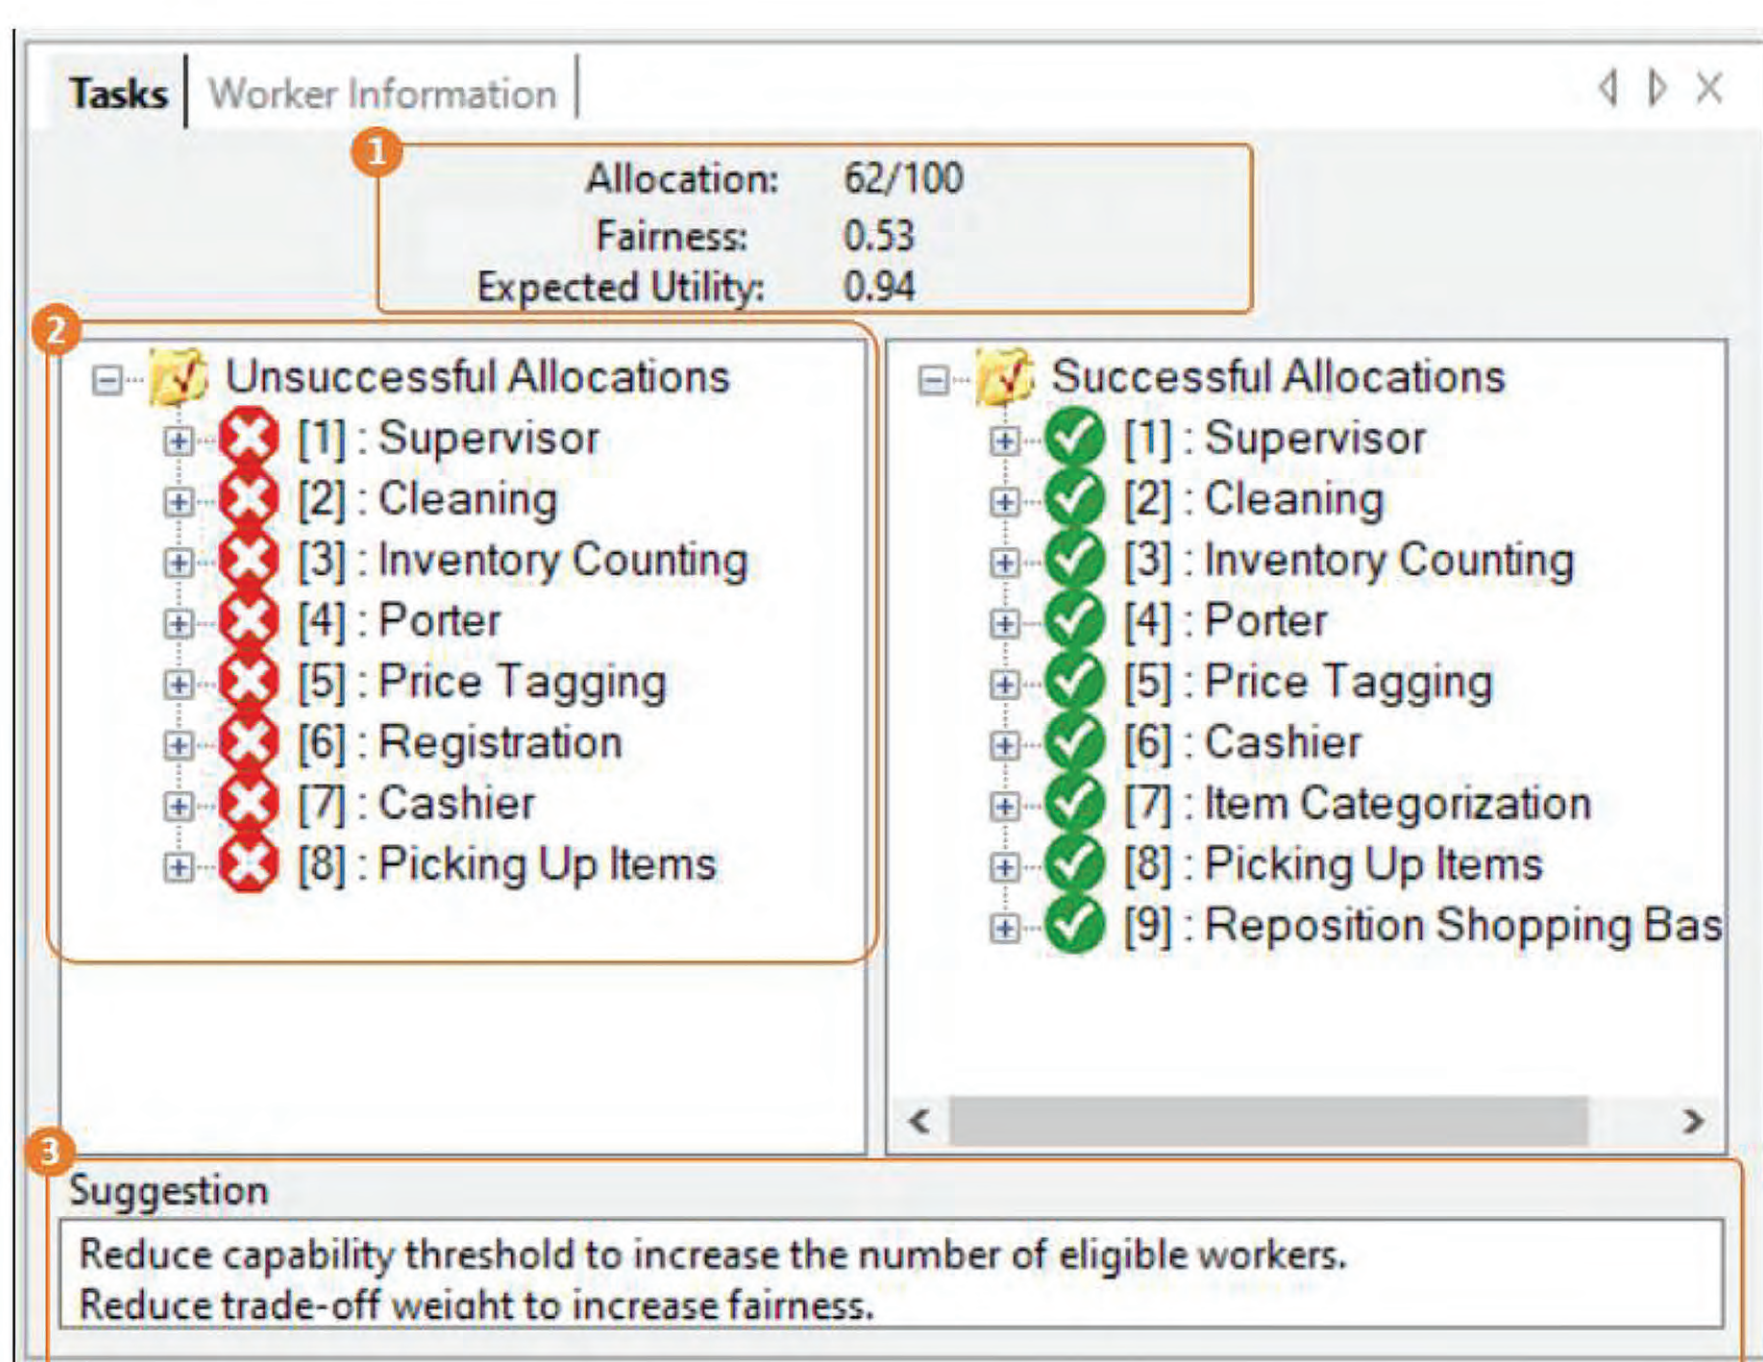 Tasks Worker Information
1
Allocation: 62/100
Fairness: 0.53
Expected Utility: 0.94
2
Unsuccessful Allocations
[1] : Supervisor
[2] : Cleaning
[3] : Inventory Counting
[4] : Porter
[5] : Price Tagging
[6] : Registration
[7] : Cashier
[8] : Picking Up Items
Successful Allocations
[1] : Supervisor
[2] : Cleaning
[3] : Inventory Counting
[4] : Porter
[5] : Price Tagging
[6] : Cashier
[7] : Item Categorization
[8] : Picking Up Items
[9] : Reposition Shopping Bas
3
Suggestion
Reduce capability threshold to increase the number of eligible workers.
Reduce trade-off weight to increase fairness.